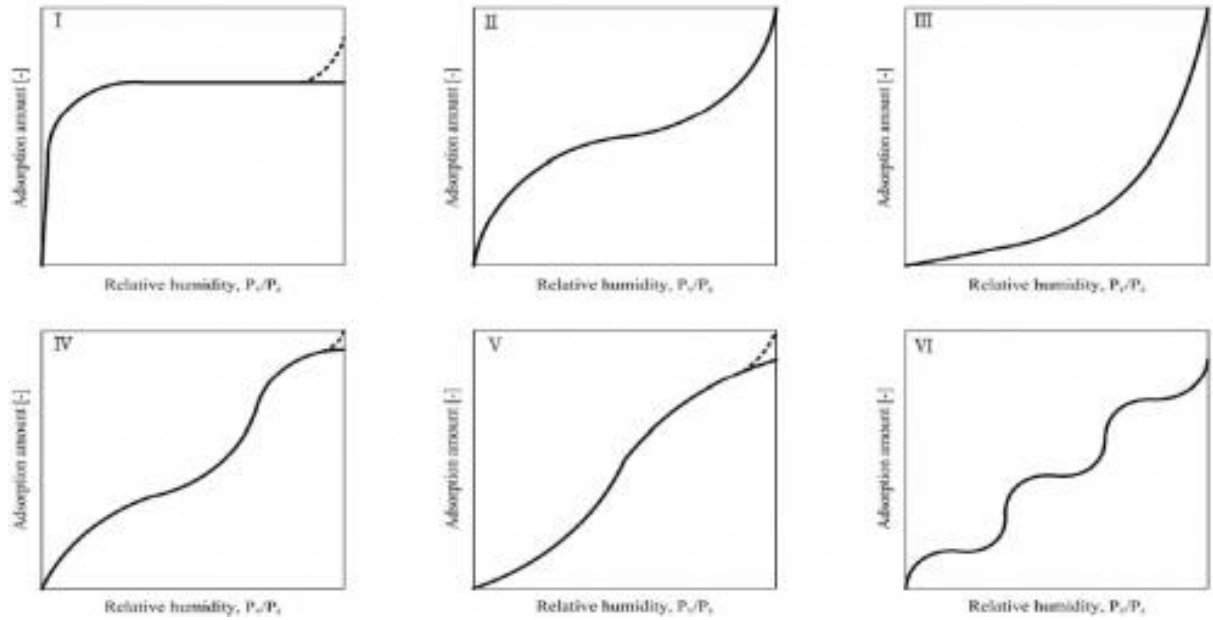 I
II
III
Adsorption amount [-]
Adsorption amount [-]
Adsorption amount [-]
Relative humidity, Pᵥ/Pₛ
Relative humidity, Pᵥ/Pₛ
Relative humidity, Pᵥ/Pₛ
IV
V
VI
Adsorption amount [-]
Adsorption amount [-]
Adsorption amount [-]
Relative humidity, Pᵥ/Pₛ
Relative humidity, Pᵥ/Pₛ
Relative humidity, Pᵥ/Pₛ